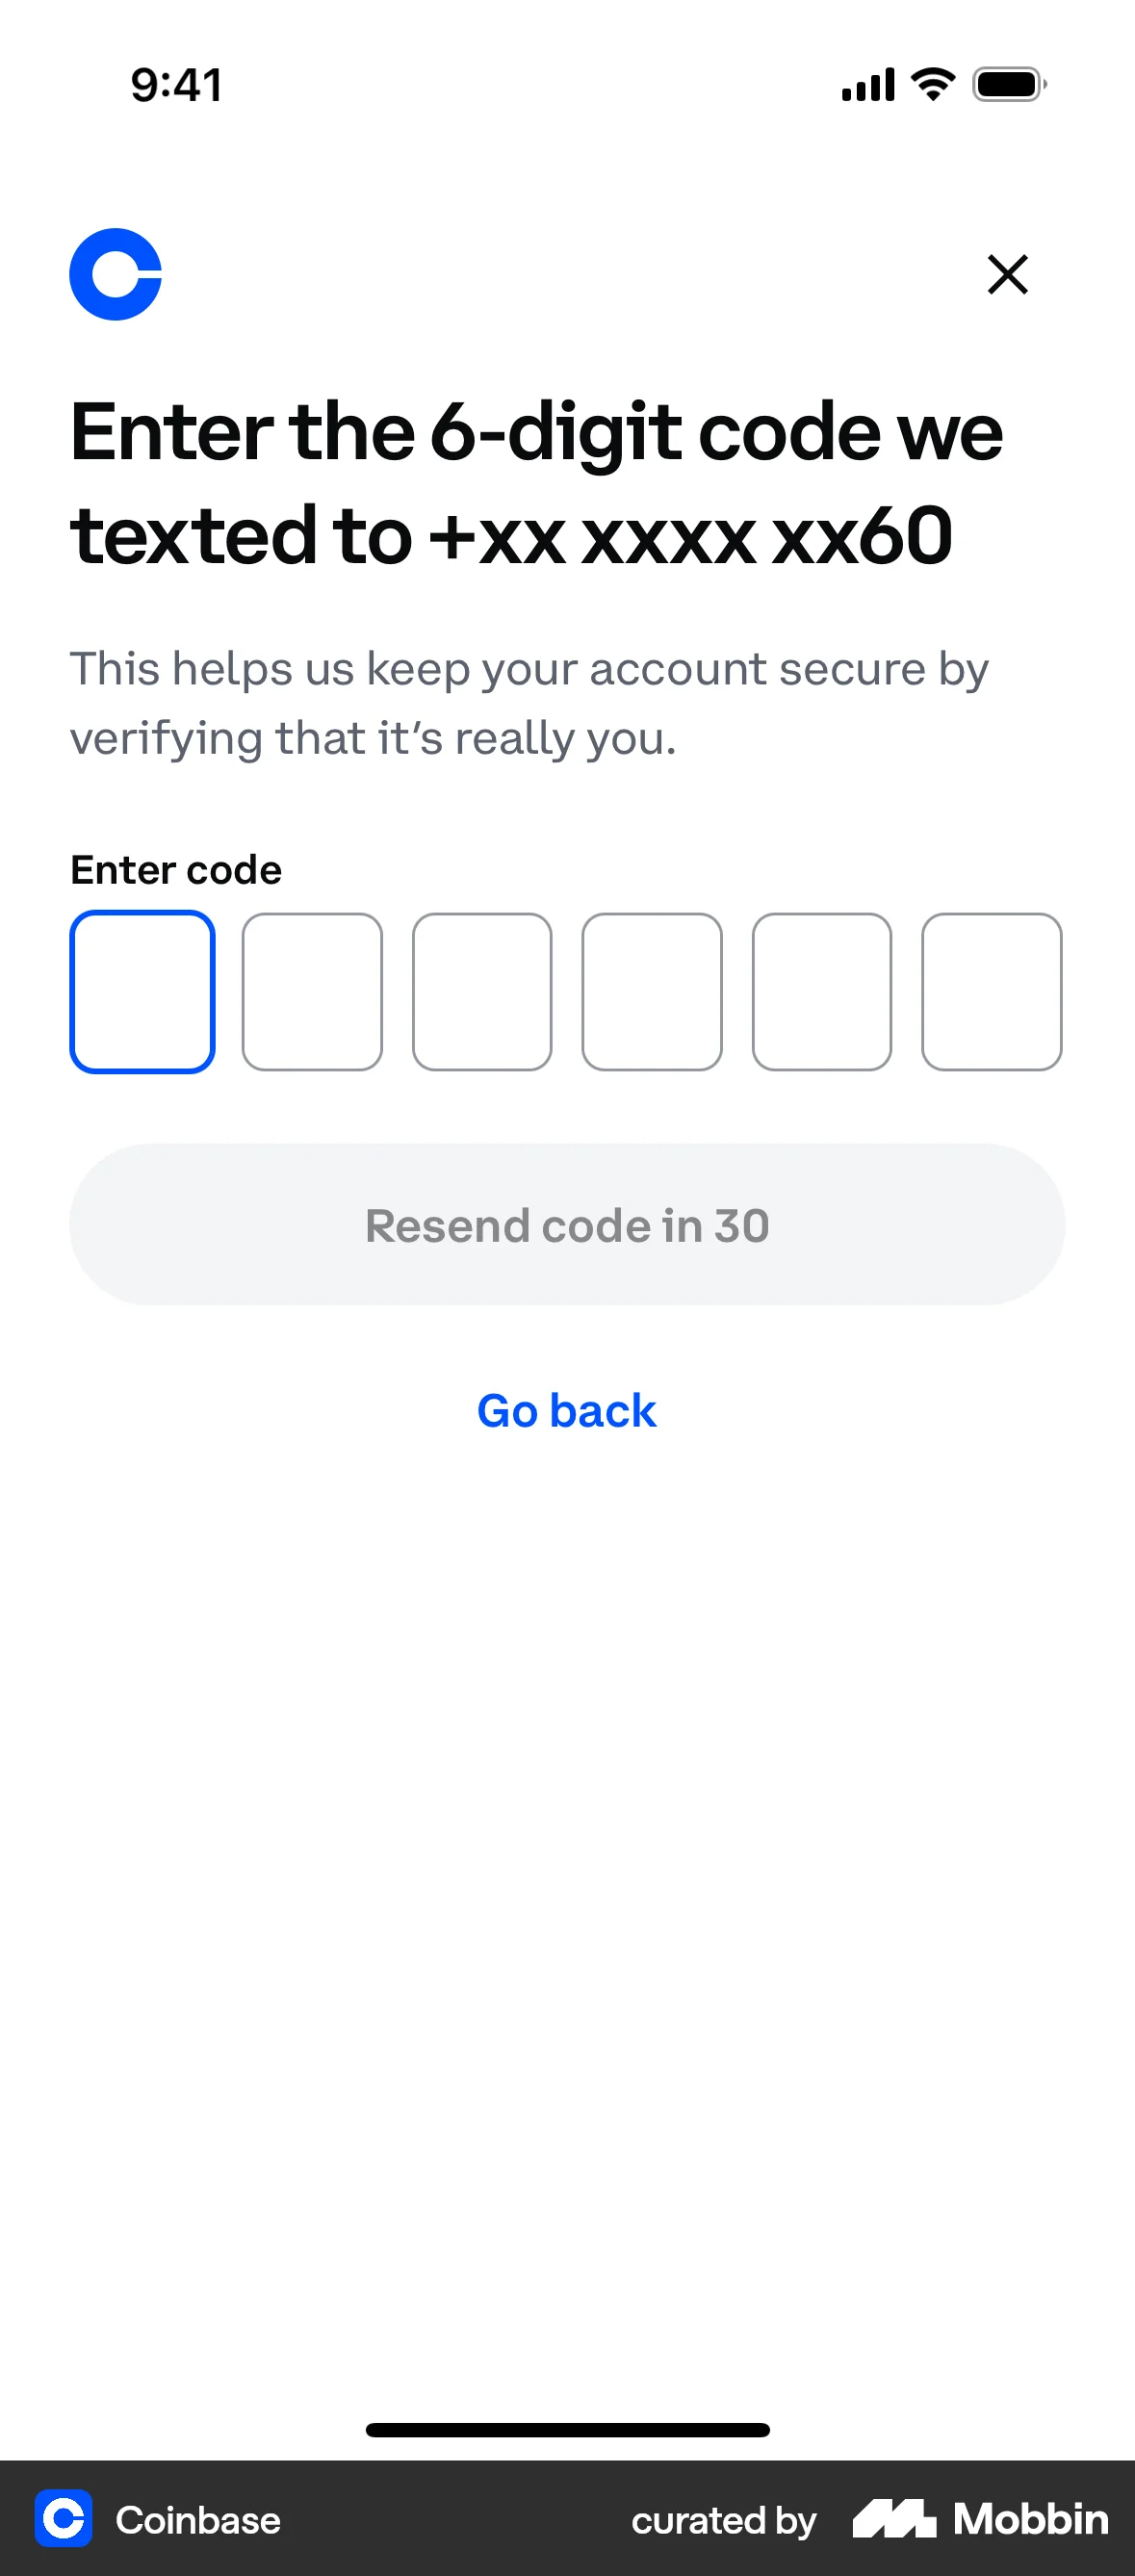 9:41
Enter the 6-digit code we
texted to +xx xxxx xx60
This helps us keep your account secure by
verifying that it’s really you.
Enter code
Resend code in 30
Go back
Coinbase
curated by Mobbin